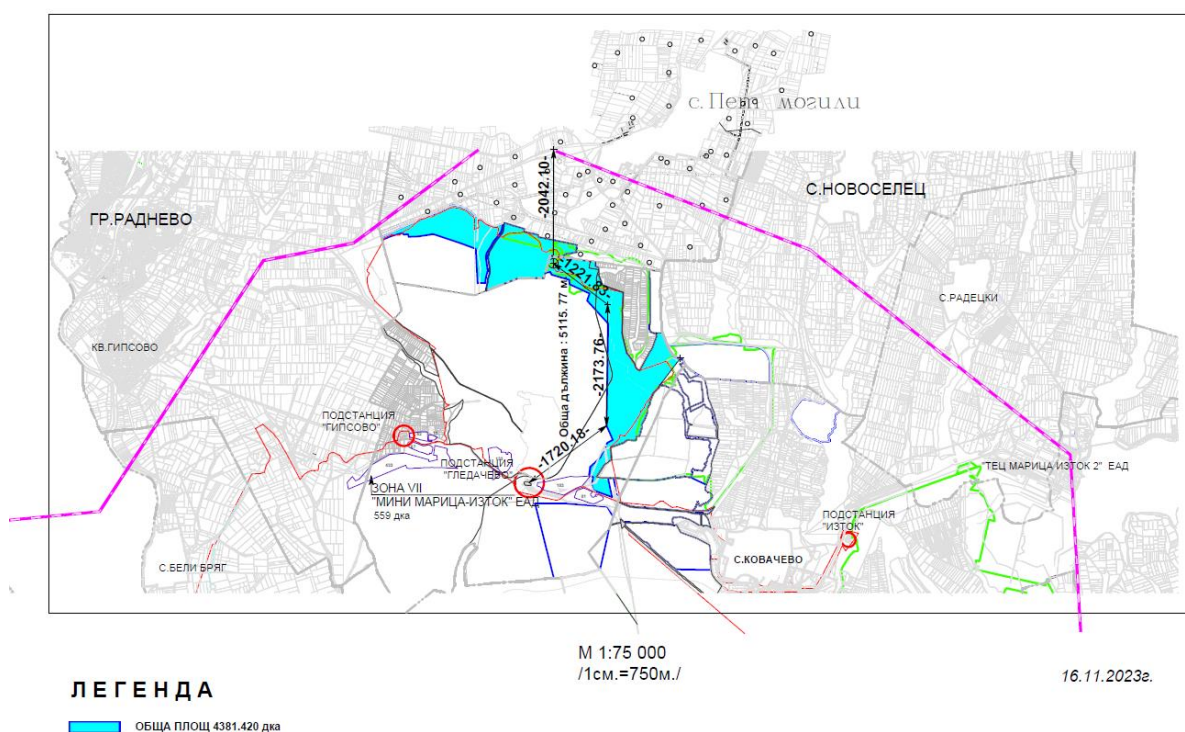 с. Пет могили
ГР.РАДНЕВО
С.НОВОСЕЛЕЦ
-2042.10-
-1221.83-
С.РАДЕЦКИ
КВ.ГИПСОВО
Обща дължина : 5115. 77 м
-2173.76-
ПОДСТАНЦИЯ
"ГИПСОВО"
-1720.18-
ПОДСТАНЦИЯ
"ГЛЕДАЧЕВО"
"ТЕЦ МАРИЦА ИЗТОК 2" ЕАД
ЗОНА VII
"МИНИ МАРИЦА-ИЗТОК" ЕАД
559 дка
ПОДСТАНЦИЯ
"ИЗТОК"
С.БЕЛИ БРЯГ
С.КОВАЧЕВО
М 1:75 000
/1см.=750м./
16.11.2023г.
ЛЕГЕНДА
ОБЩА ПЛОЩ 4381.420 дка